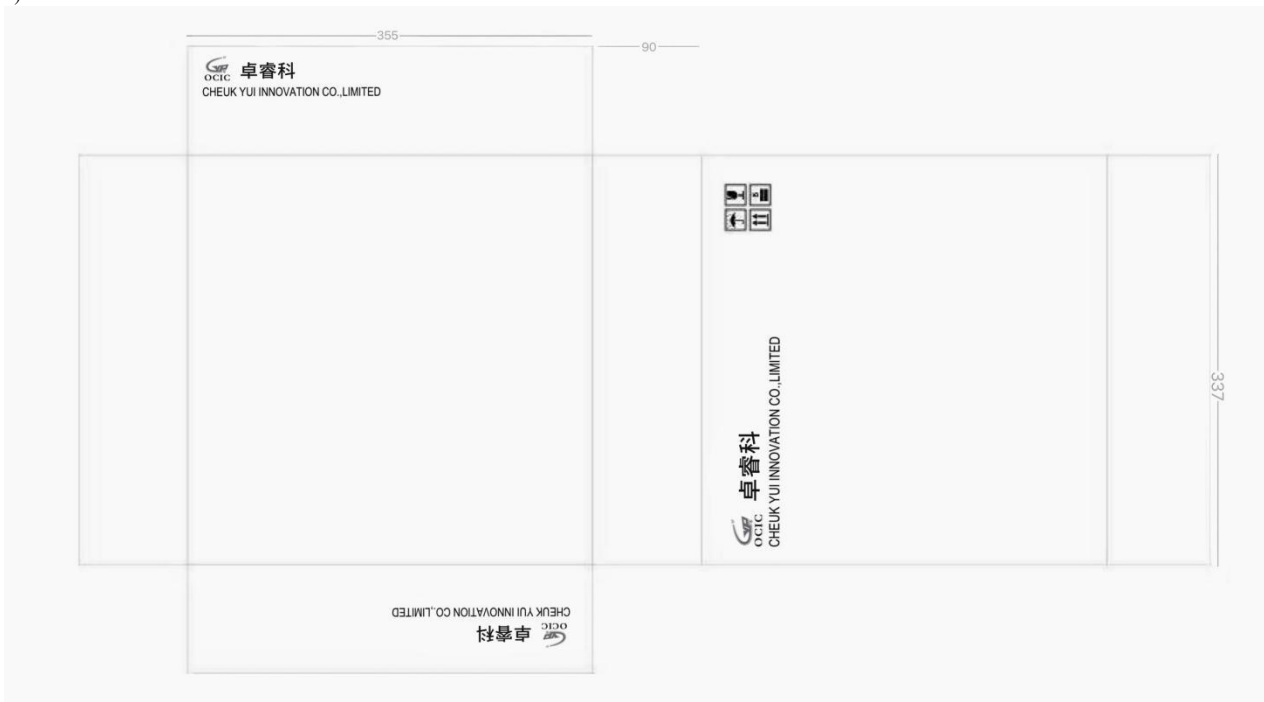 355
90
卓睿科
OCIC
CHEUK YUI INNOVATION CO.,LIMITED
337
卓睿科
OCIC
CHEUK YUI INNOVATION CO.,LIMITED
CHEUK YUI INNOVATION CO.,LIMITED
OCIC
卓睿科